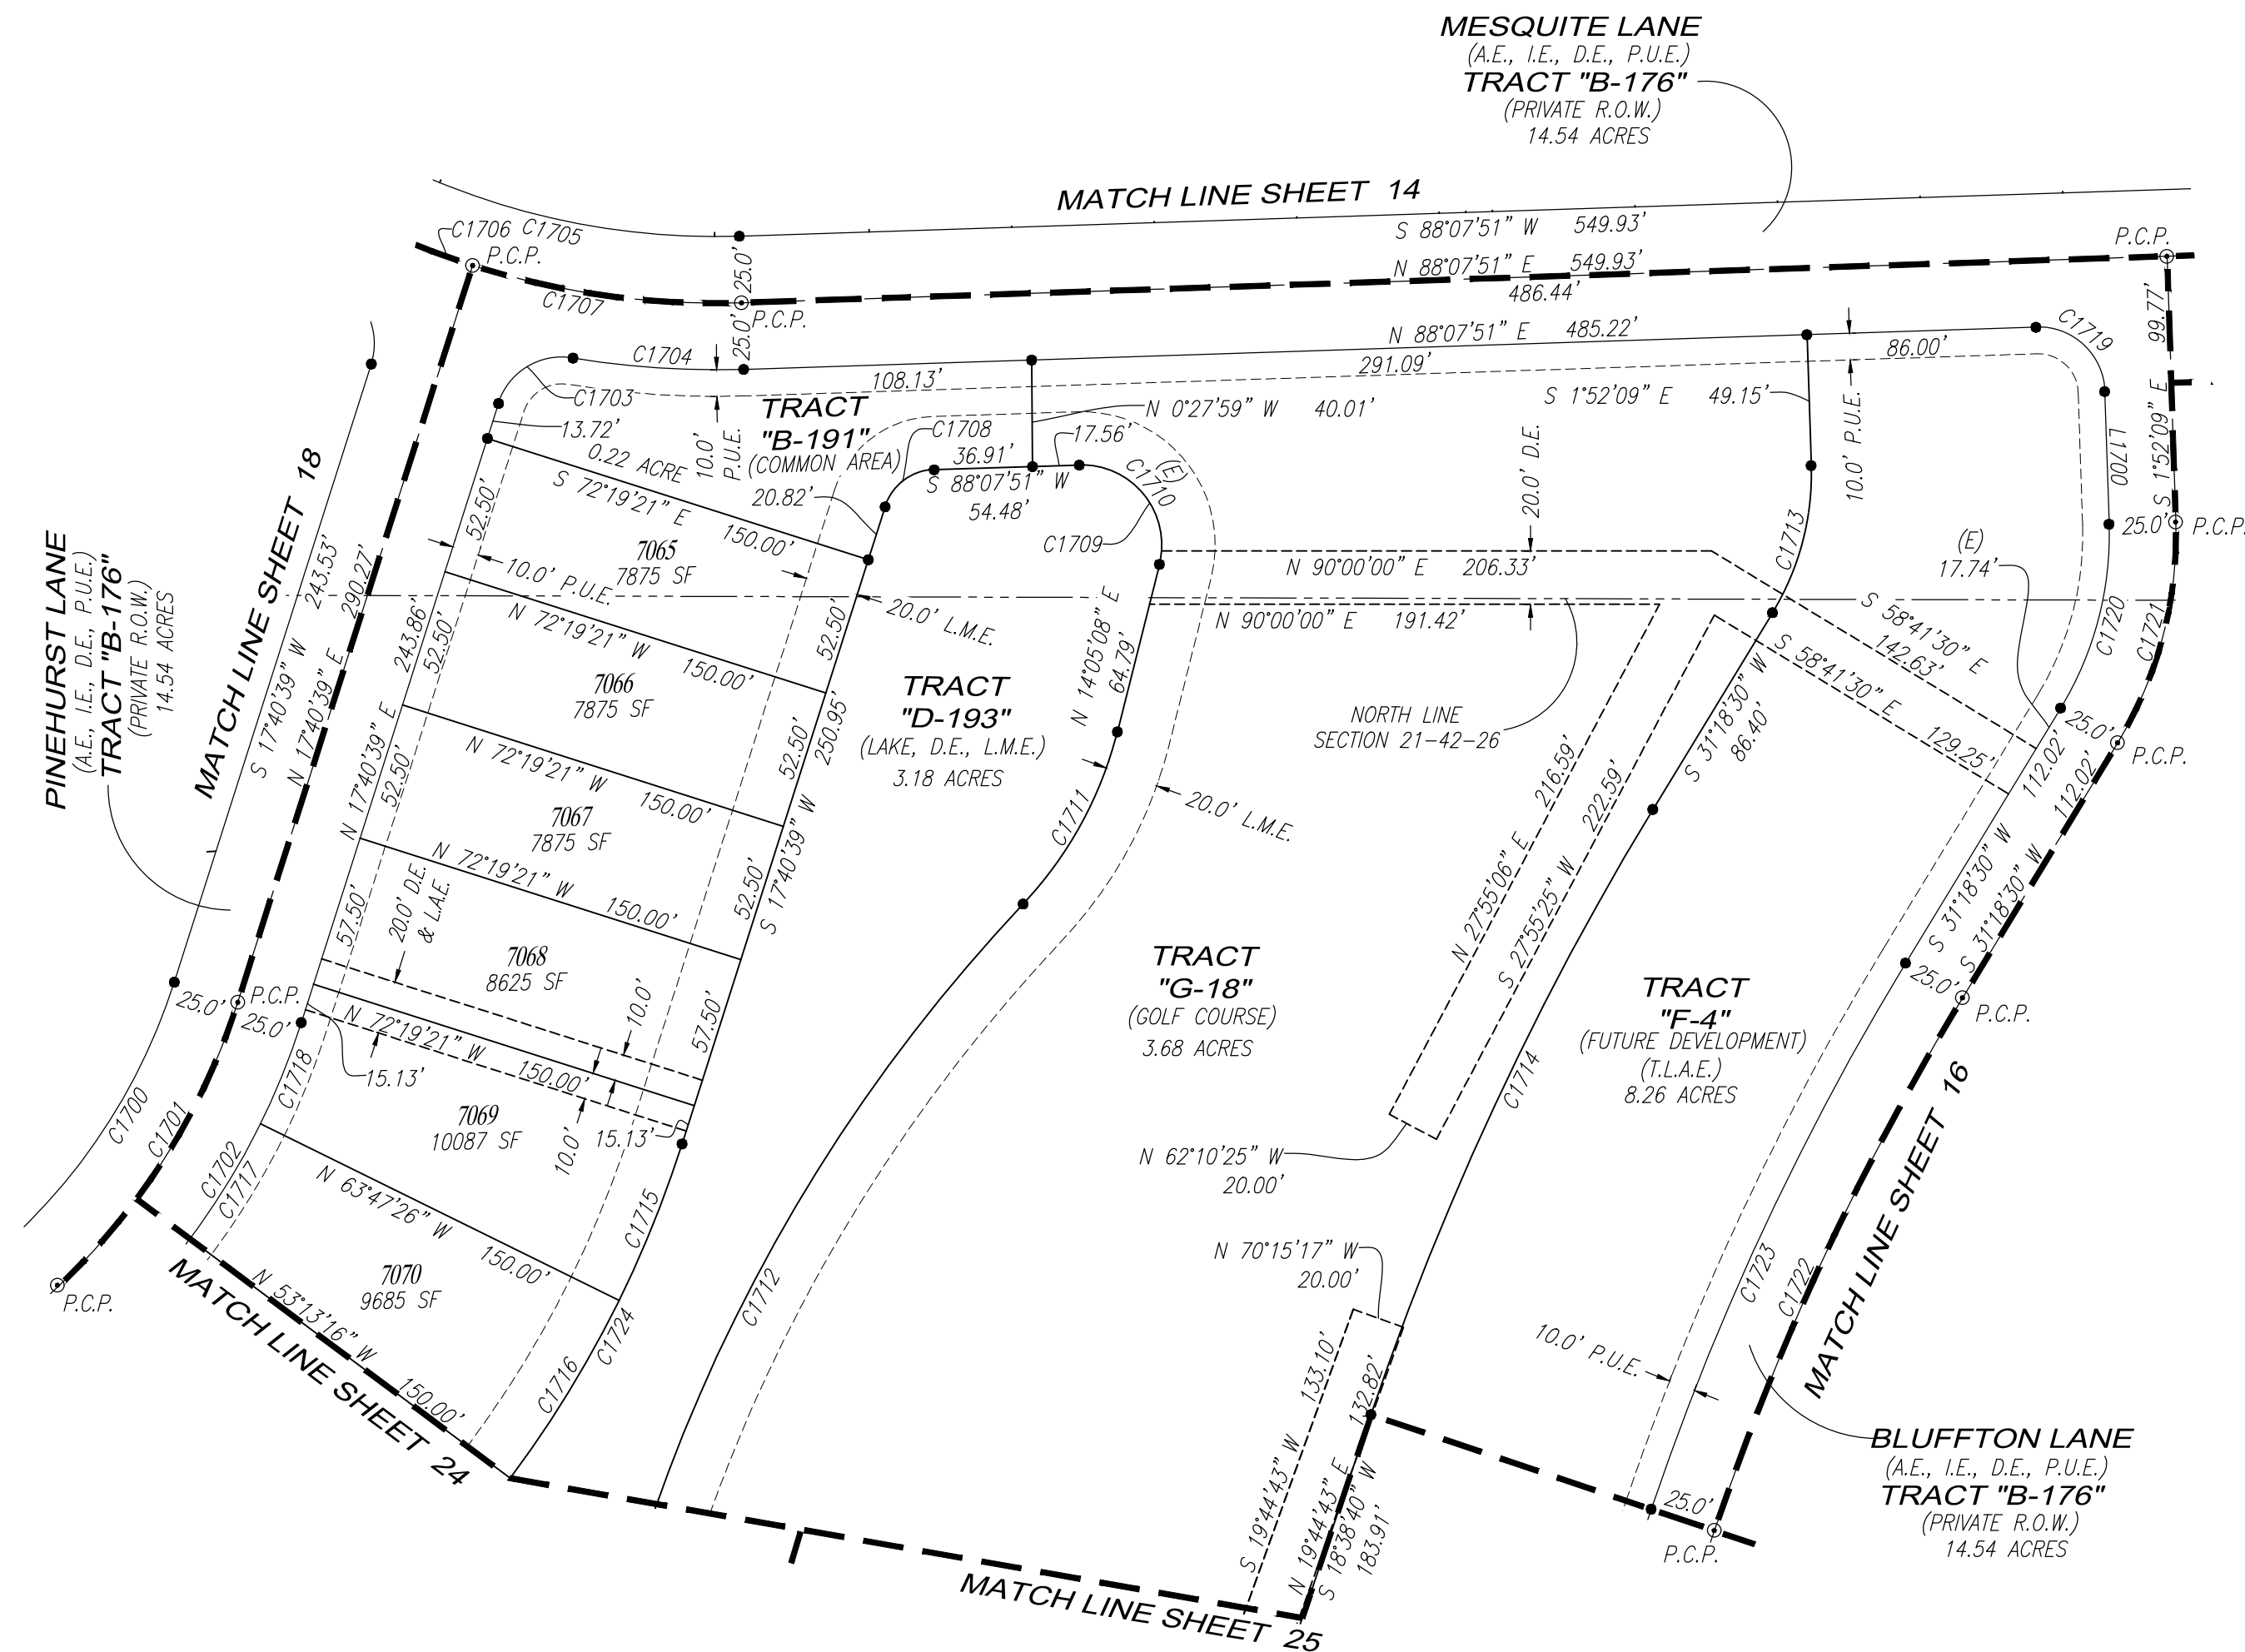 MESQUITE LANE
(A.E., I.E., D.E., P.U.E.)
TRACT "B-176"
(PRIVATE R.O.W.)
14.54 ACRES
MATCH LINE SHEET 14
S 88°07'51" W 549.93'
N 88°07'51" E 549.93'
486.44'
P.C.P.
C1706 C1705
P.C.P.
25.0'
C1707
P.C.P.
25.0'
C1704
N 88°07'51" E 485.22'
108.13'
291.09'
86.00'
C1719
99.77'
S 1°52'09" E
C1703
13.72'
TRACT
"B-191"
(COMMON AREA)
0.22 ACRE
10.0'
P.U.E.
N 0°27'59" W 40.01'
S 1°52'09" E 49.15'
10.0' P.U.E.
L1700
C1708
17.56'
36.91'
S 88°07'51" W
54.48'
20.82'
C1710
(E)
C1709
20.0' D.E.
C1713
25.0'
P.C.P.
S 72°19'21" E
150.00'
52.50'
7065
7875 SF
10.0' P.U.E.
20.0' L.M.E.
N 90°00'00" E 206.33'
N 90°00'00" E 191.42'
(E)
17.74'
S 58°41'30" E
142.63'
C1720
C1721
S 58°41'30" E
129.25'
25.0'
P.C.P.
PINEHURST LANE
(A.E., I.E., D.E., P.U.E.)
TRACT "B-176"
(PRIVATE R.O.W.)
14.54 ACRES
MATCH LINE SHEET 18
S 17°40'39" W 243.53'
N 17°40'39" E 290.27'
N 17°40'39" E 243.86'
52.50'
N 72°19'21" W 150.00'
7066
7875 SF
52.50'
52.50'
N 72°19'21" W 150.00'
7067
7875 SF
52.50'
250.95'
S 17°40'39" W
52.50'
N 72°19'21" W 150.00'
57.50'
20.0' D.E.
& L.A.E.
7068
8625 SF
10.0'
57.50'
TRACT
"D-193"
(LAKE, D.E., L.M.E.)
3.18 ACRES
N 14°05'08" E
64.79'
C1711
20.0' L.M.E.
NORTH LINE
SECTION 21-42-26
N 27°55'06" E 216.59'
S 27°55'25" W 222.59'
S 31°18'30" W
86.40'
112.02'
S 31°18'30" W
112.02'
S 31°18'30" W
25.0'
P.C.P.
25.0'
P.C.P.
25.0'
N 72°19'21" W
150.00'
15.13'
C1718
C1700
C1701
7069
10087 SF
10.0'
15.13'
C1702
C1717
N 63°47'26" W 150.00'
C1715
7070
9685 SF
P.C.P.
N 53°13'16" W 150.00'
MATCH LINE SHEET 24
C1716
C1724
C1712
TRACT
"G-18"
(GOLF COURSE)
3.68 ACRES
N 62°10'25" W
20.00'
N 70°15'17" W
20.00'
C1714
TRACT
"F-4"
(FUTURE DEVELOPMENT)
(T.L.A.E.)
8.26 ACRES
MATCH LINE SHEET 16
C1723
C1722
10.0' P.U.E.
S 19°44'43" W 133.10'
N 19°44'43" E 132.82'
S 18°38'40" W
183.91'
25.0'
P.C.P.
BLUFFTON LANE
(A.E., I.E., D.E., P.U.E.)
TRACT "B-176"
(PRIVATE R.O.W.)
14.54 ACRES
MATCH LINE SHEET 25